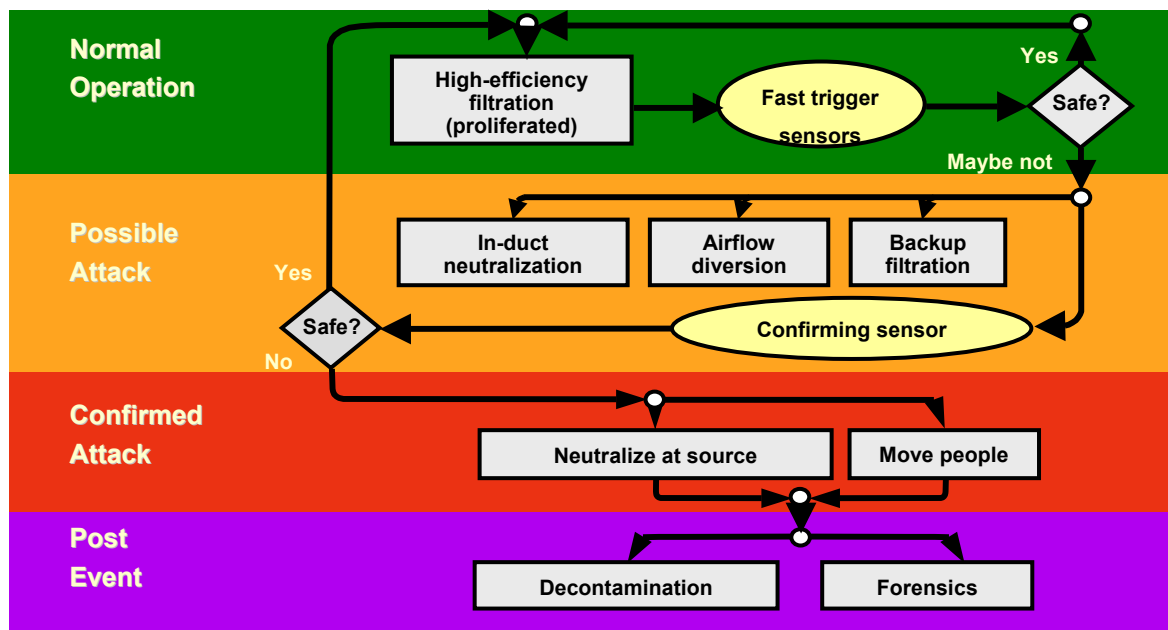 Normal
Operation
High-efficiency
filtration
(proliferated)
Fast trigger
sensors
Safe?
Yes
Maybe not
Possible
Attack
In-duct
neutralization
Airflow
diversion
Backup
filtration
Yes
Safe?
No
Confirming sensor
Confirmed
Attack
Neutralize at source
Move people
Post
Event
Decontamination
Forensics